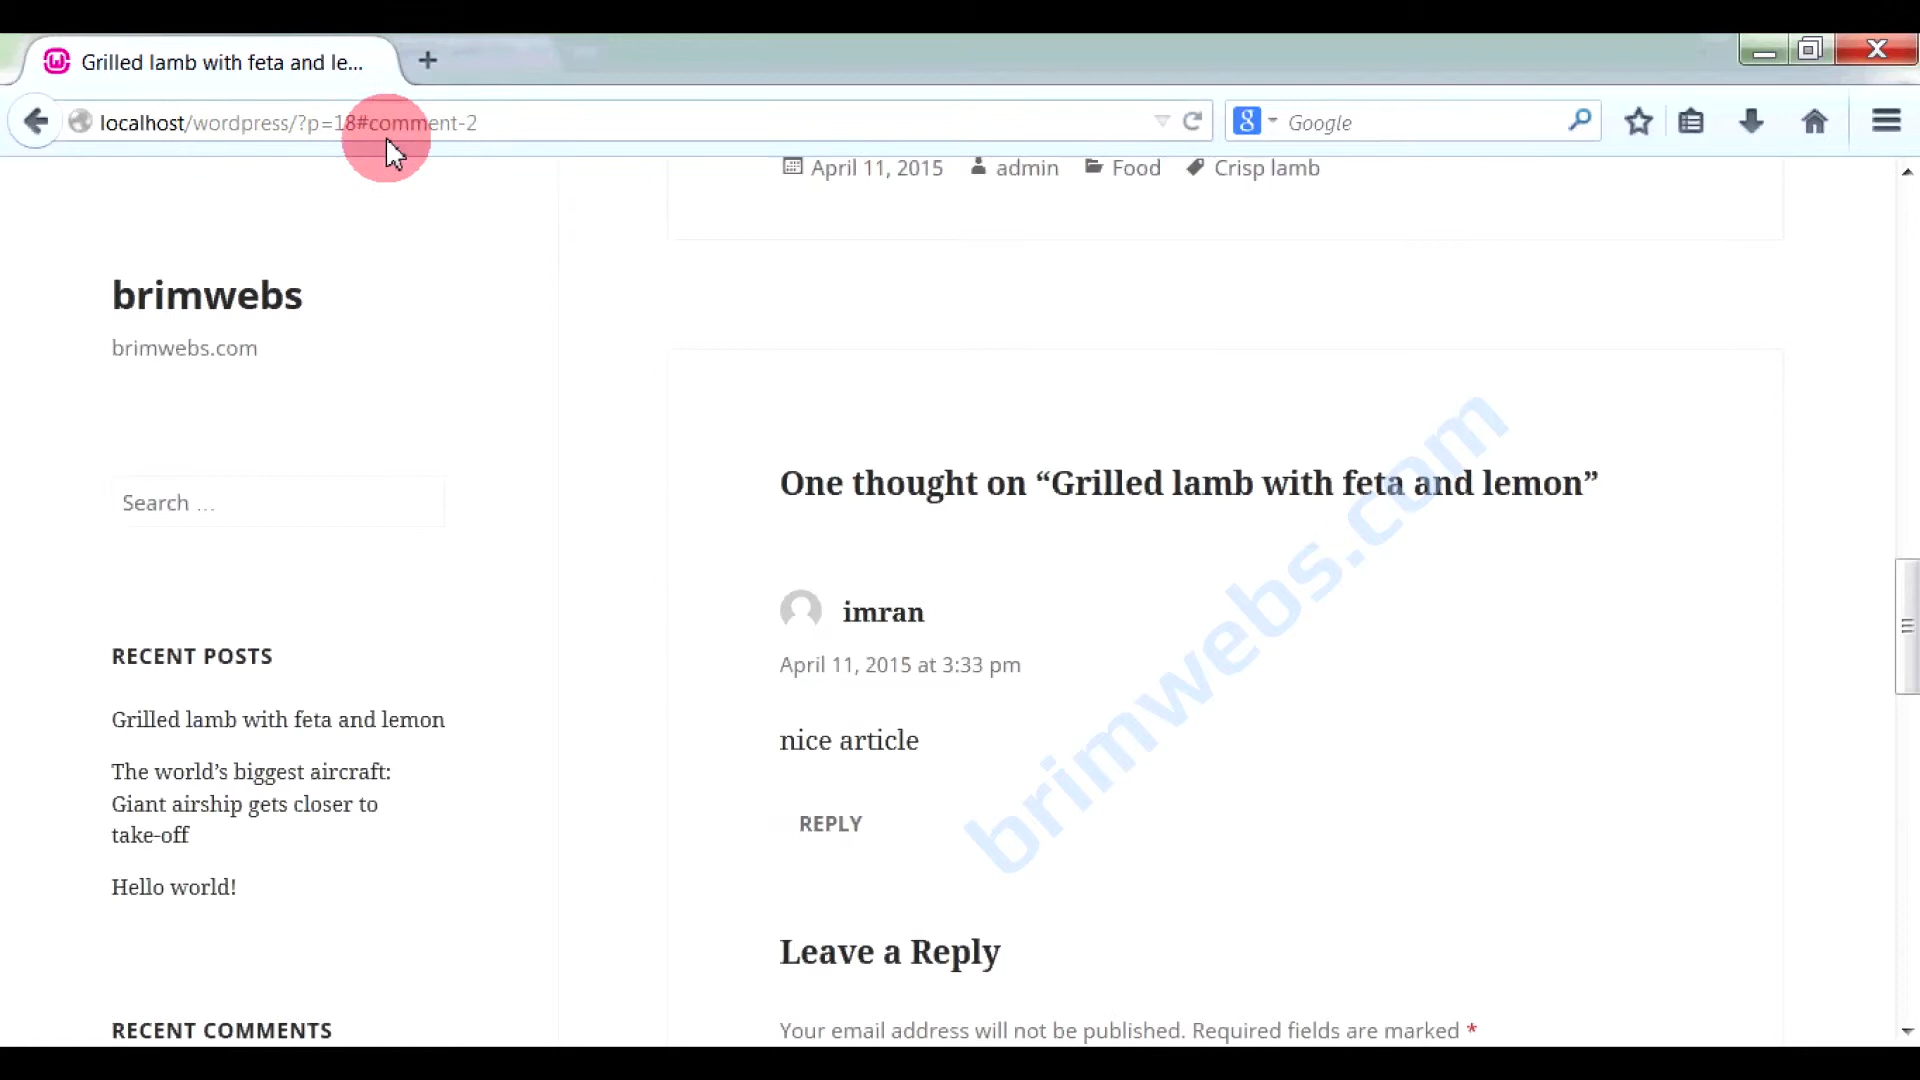 Grilled lamb with feta and le...
localhost/wordpress/?p=18#comment-2
Google
April 11, 2015 admin Food Crisp lamb
brimwebs
brimwebs.com
Search ...
RECENT POSTS
Grilled lamb with feta and lemon
The world's biggest aircraft:
Giant airship gets closer to
take-off
Hello world!
RECENT COMMENTS
One thought on “Grilled lamb with feta and lemon”
imran
April 11, 2015 at 3:33 pm
nice article
REPLY
Leave a Reply
Your email address will not be published. Required fields are marked *
brimwebs.com